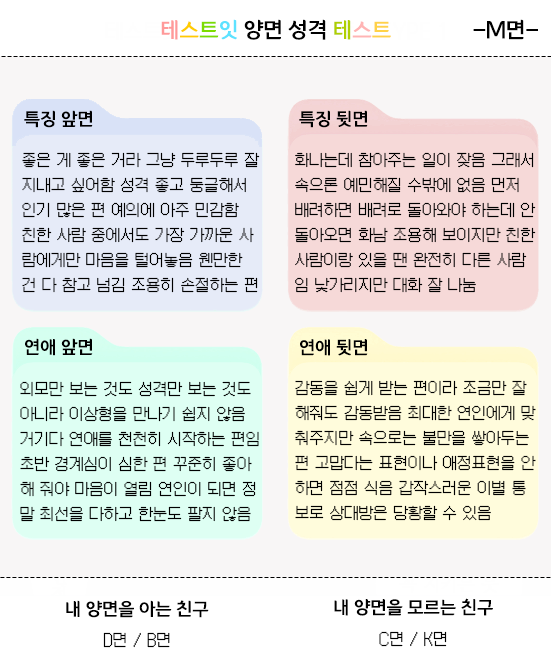 테스트잇 양면 성격 테스트
-M면-
특징 앞면
좋은 게 좋은 거라 그냥 두루두루 잘
지내고 싶어함 성격 좋고 둥글해서
인기 많은 편 예의에 아주 민감함
친한 사람 중에서도 가장 가까운 사
람에게만 마음을 털어놓음 웬만한
건 다 참고 넘김 조용히 손절하는 편
특징 뒷면
화나는데 참아주는 일이 잦음 그래서
속으론 예민해질 수밖에 없음 먼저
배려하면 배려로 돌아와야 하는데 안
돌아오면 화남 조용해 보이지만 친한
사람이랑 있을 땐 완전히 다른 사람
임 낯가리지만 대화 잘 나눔
연애 앞면
외모만 보는 것도 성격만 보는 것도
아니라 이상형을 만나기 쉽지 않음
거기다 연애를 천천히 시작하는 편임
초반 경계심이 심한 편 꾸준히 좋아
해 줘야 마음이 열림 연인이 되면 정
말 최선을 다하고 한눈도 팔지 않음
연애 뒷면
감동을 쉽게 받는 편이라 조금만 잘
해줘도 감동받음 최대한 연인에게 맞
춰주지만 속으로는 불만을 쌓아두는
편 고맙다는 표현이나 애정표현을 안
하면 점점 식음 갑작스러운 이별 통
보로 상대방은 당황할 수 있음
내 양면을 아는 친구
D면 / B면
내 양면을 모르는 친구
C면 / K면